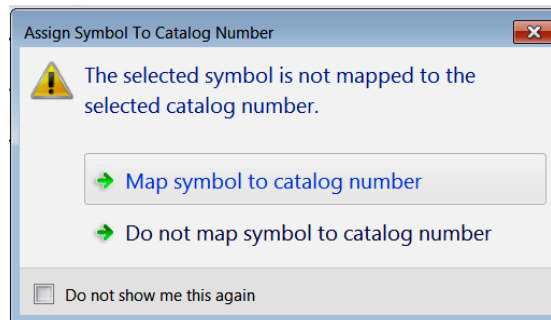 Assign Symbol To Catalog Number
The selected symbol is not mapped to the
selected catalog number.
Map symbol to catalog number
Do not map symbol to catalog number
Do not show me this again